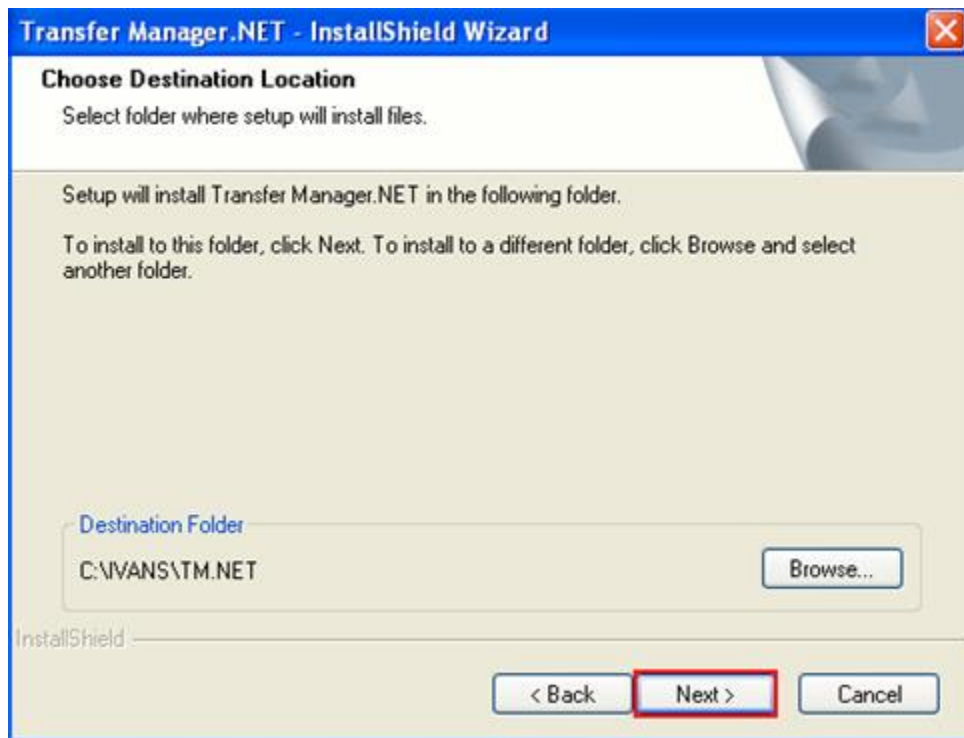 Transfer Manager.NET - InstallShield Wizard
Choose Destination Location
Select folder where setup will install files.
Setup will install Transfer Manager.NET in the following folder.
To install to this folder, click Next. To install to a different folder, click Browse and select
another folder.
Destination Folder
C:\IVANS\TM.NET
Browse...
InstallShield
< Back
Next >
Cancel